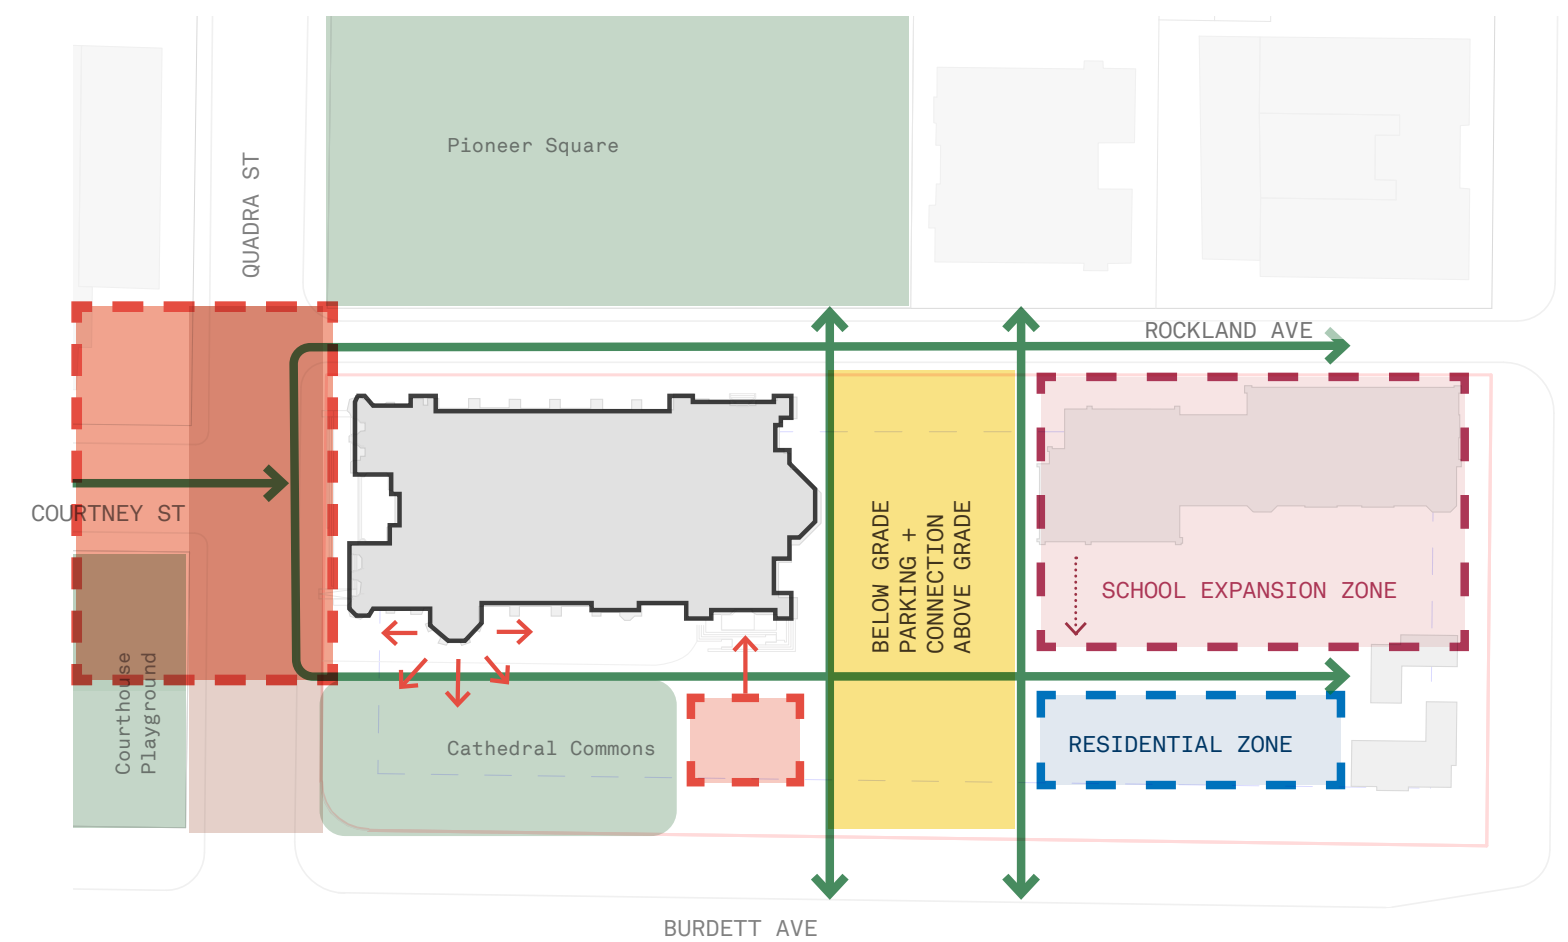 Pioneer Square
QUADRA ST
ROCKLAND AVE
COURTNEY ST
BELOW GRADE
PARKING +
CONNECTION
ABOVE GRADE
SCHOOL EXPANSION ZONE
Courthouse
Playground
Cathedral Commons
RESIDENTIAL ZONE
BURDETT AVE